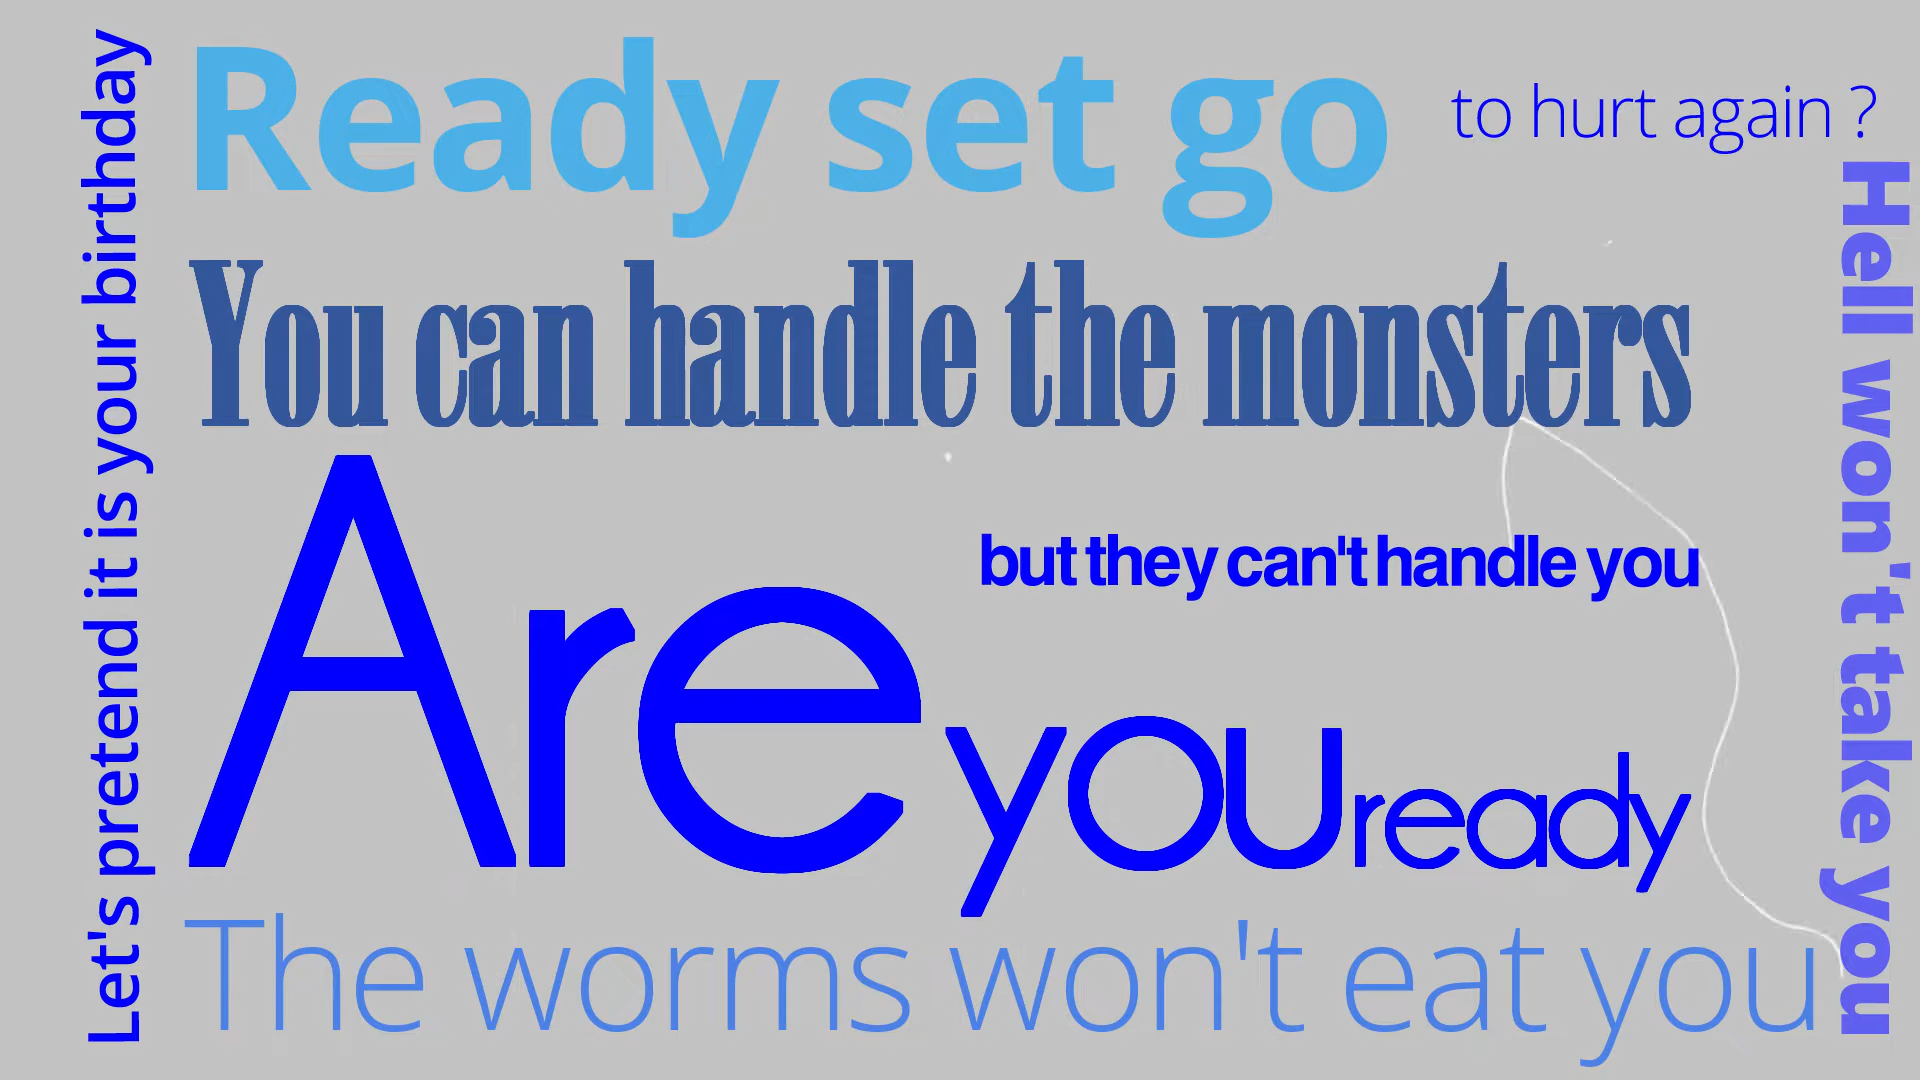 Let's pretend it is your birthday
Ready set go
to hurt again ?
You can handle the monsters
but they can't handle you
Are you ready
The worms won't eat you
Hell won't take you